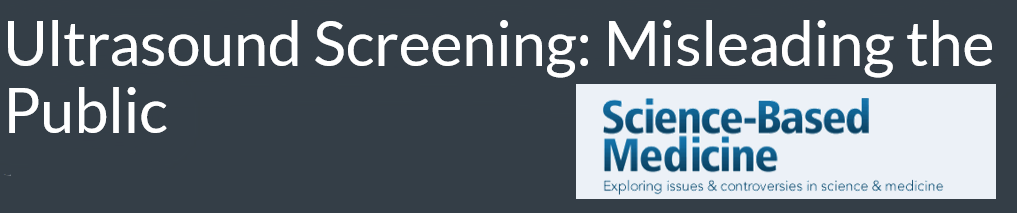 Ultrasound Screening: Misleading the
Public
Science-Based
Medicine
Exploring issues & controversies in science & medicine